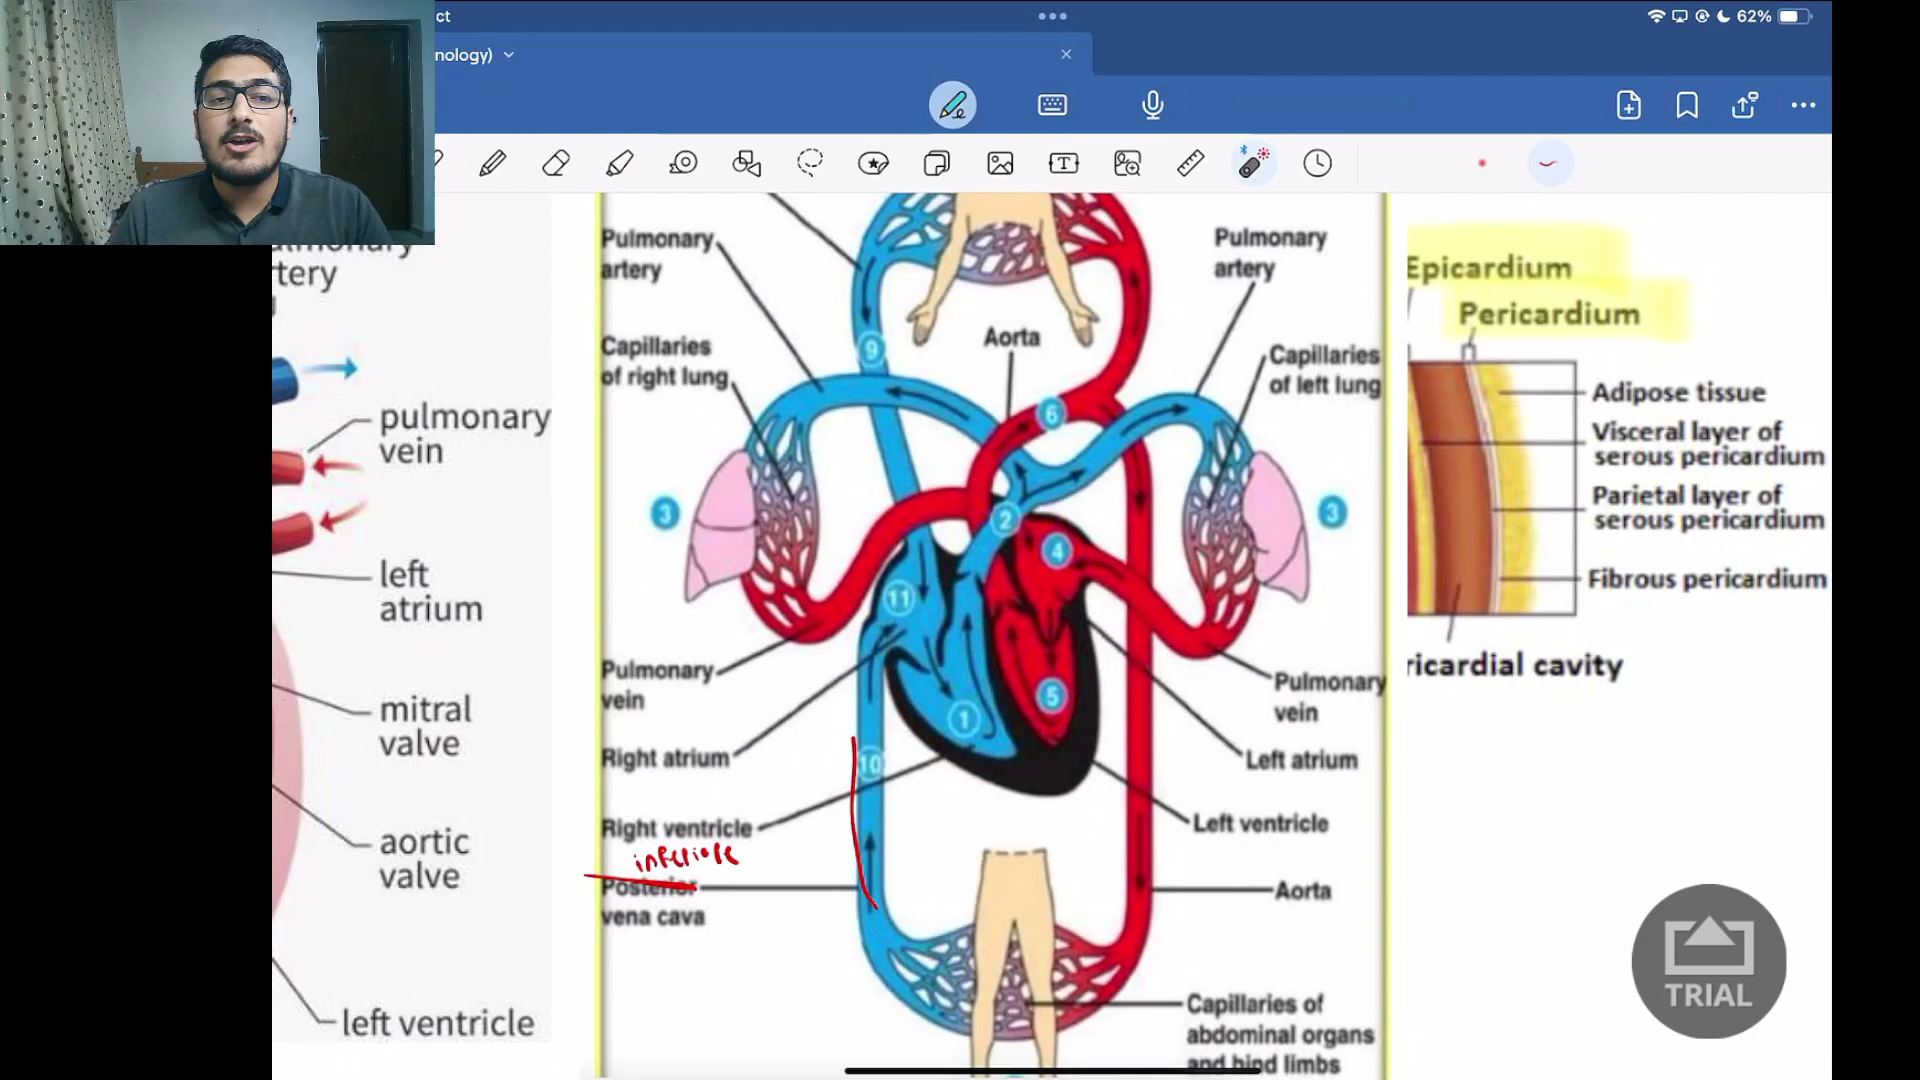 ct
62%
nology)
artery
pulmonary
vein
left
atrium
mitral
valve
aortic
valve
left ventricle
Pulmonary
artery
Capillaries
of right lung
Aorta
Pulmonary
artery
Capillaries
of left lung
9
6
3
2
4
3
11
5
1
10
Pulmonary
vein
Right atrium
Right ventricle
inferiore
Posterior
vena cava
Pulmonary
vein
Left atrium
Left ventricle
Aorta
Capillaries of
abdominal organs
and hind limbs
Epicardium
Pericardium
Adipose tissue
Visceral layer of
serous pericardium
Parietal layer of
serous pericardium
Fibrous pericardium
ricardial cavity
TRIAL